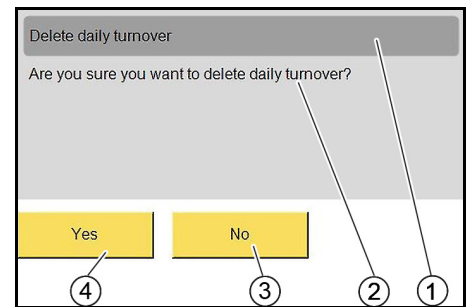 Delete daily turnover
Are you sure you want to delete daily turnover?
Yes
No
4
3
2
1